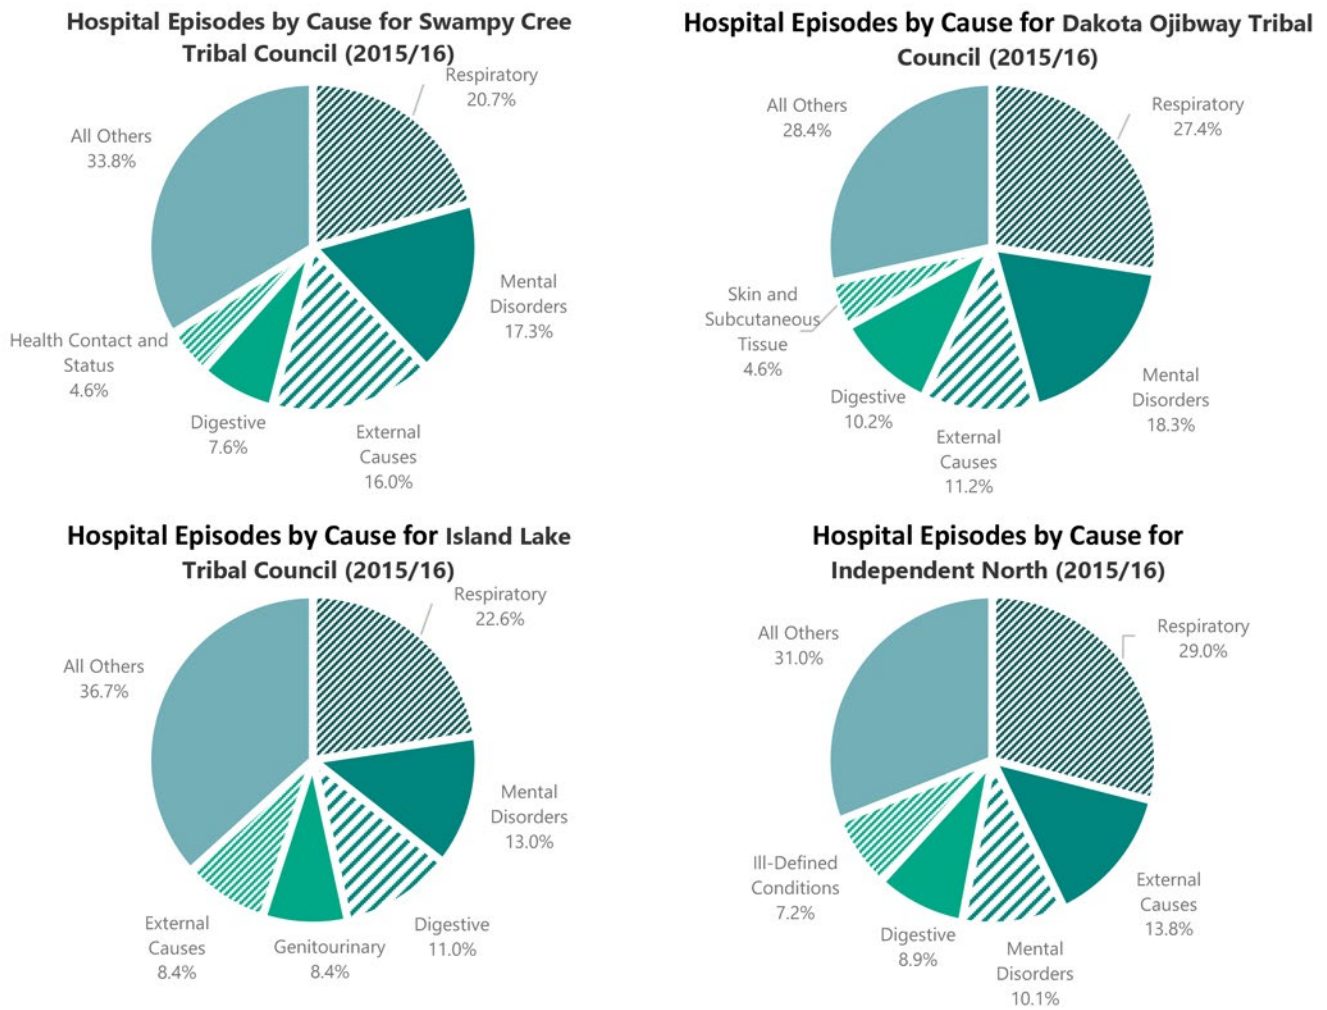 Hospital Episodes by Cause for Swampy Cree
Tribal Council (2015/16)
Respiratory
20.7%
All Others
33.8%
Mental
Disorders
17.3%
Health Contact and
Status
4.6%
Digestive
7.6%
External
Causes
16.0%
Hospital Episodes by Cause for Dakota Ojibway Tribal
Council (2015/16)
All Others
28.4%
Respiratory
27.4%
Skin and
Subcutaneous
Tissue
4.6%
Mental
Disorders
18.3%
Digestive
10.2%
External
Causes
11.2%
Hospital Episodes by Cause for Island Lake
Tribal Council (2015/16)
Respiratory
22.6%
All Others
36.7%
Mental
Disorders
13.0%
External
Causes
8.4%
Genitourinary
8.4%
Digestive
11.0%
Hospital Episodes by Cause for
Independent North (2015/16)
All Others
31.0%
Respiratory
29.0%
Ill-Defined
Conditions
7.2%
External
Causes
13.8%
Digestive
8.9%
Mental
Disorders
10.1%